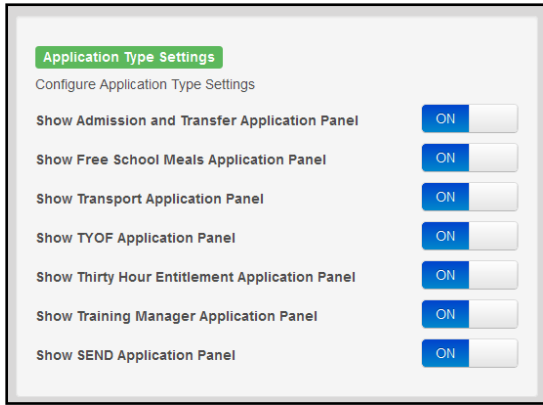 Application Type Settings
Configure Application Type Settings
Show Admission and Transfer Application Panel ON
Show Free School Meals Application Panel ON
Show Transport Application Panel ON
Show TYOF Application Panel ON
Show Thirty Hour Entitlement Application Panel ON
Show Training Manager Application Panel ON
Show SEND Application Panel ON